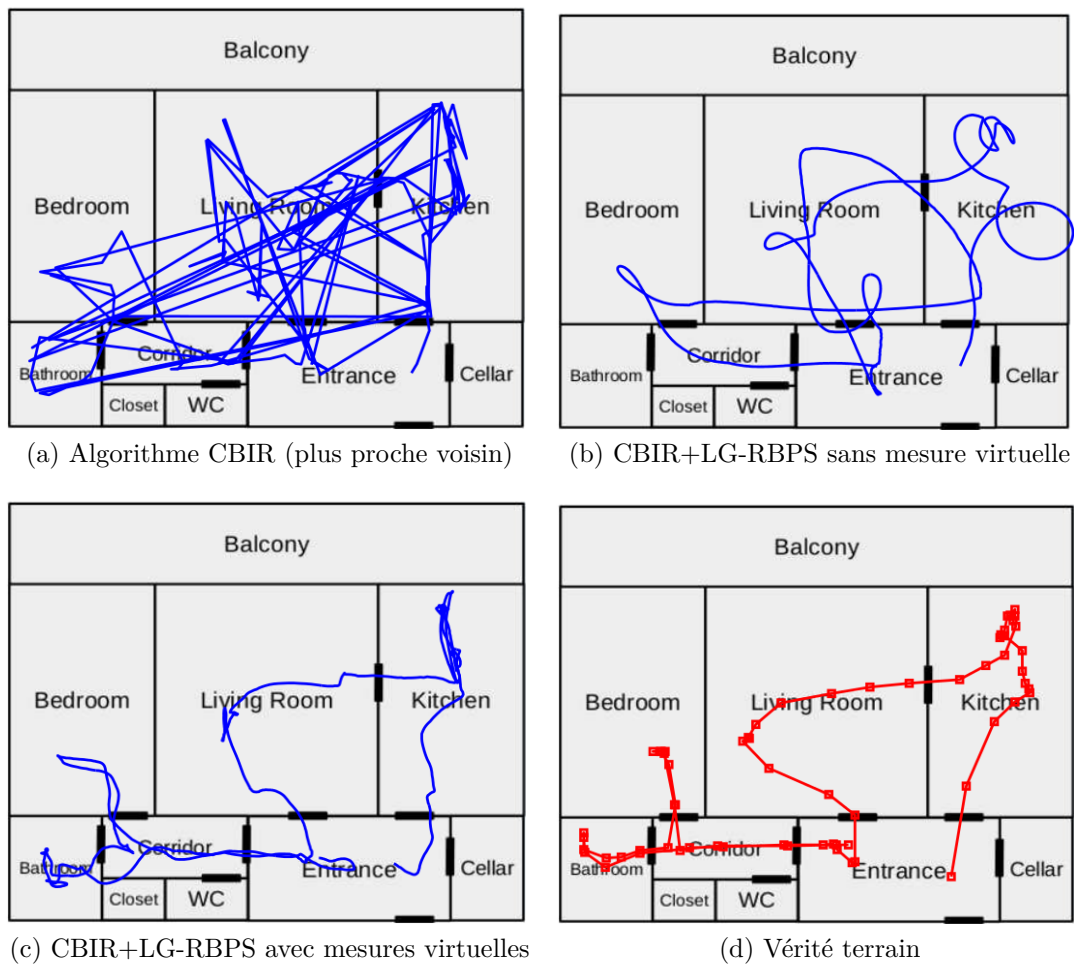 Balcony
Bedroom
Living Room
Kitchen
Corridor
Bathroom
Entrance
Cellar
Closet
WC
(a) Algorithme CBIR (plus proche voisin)
Balcony
Bedroom
Living Room
Kitchen
Corridor
Bathroom
Entrance
Cellar
Closet
WC
(b) CBIR+LG-RBPS sans mesure virtuelle
Balcony
Bedroom
Living Room
Kitchen
Corridor
Bathroom
Entrance
Cellar
Closet
WC
(c) CBIR+LG-RBPS avec mesures virtuelles
Balcony
Bedroom
Living Room
Kitchen
Corridor
Bathroom
Entrance
Cellar
Closet
WC
(d) Vérité terrain